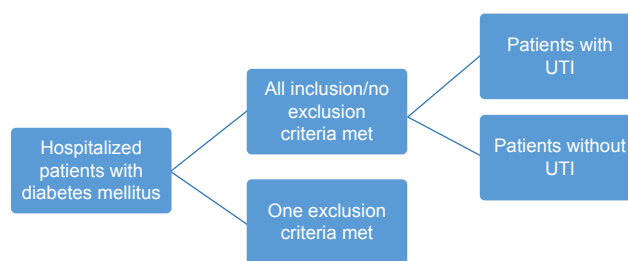 Hospitalized
patients with
diabetes mellitus
All inclusion/no
exclusion
criteria met
One exclusion
criteria met
Patients with
UTI
Patients without
UTI